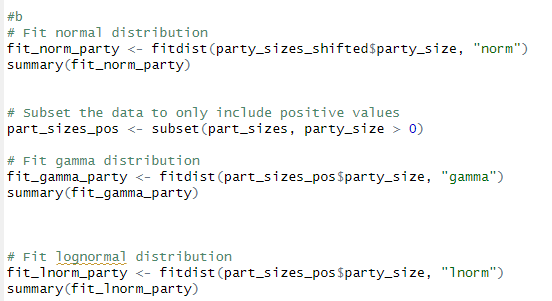 #b
# Fit normal distribution
fit_norm_party <- fitdist(party_sizes_shifted$party_size, "norm")
summary(fit_norm_party)
# Subset the data to only include positive values
part_sizes_pos <- subset(part_sizes, party_size > 0)
# Fit gamma distribution
fit_gamma_party <- fitdist(part_sizes_pos$party_size, "gamma")
summary(fit_gamma_party)
# Fit lognormal distribution
fit_lnorm_party <- fitdist(part_sizes_pos$party_size, "lnorm")
summary(fit_lnorm_party)